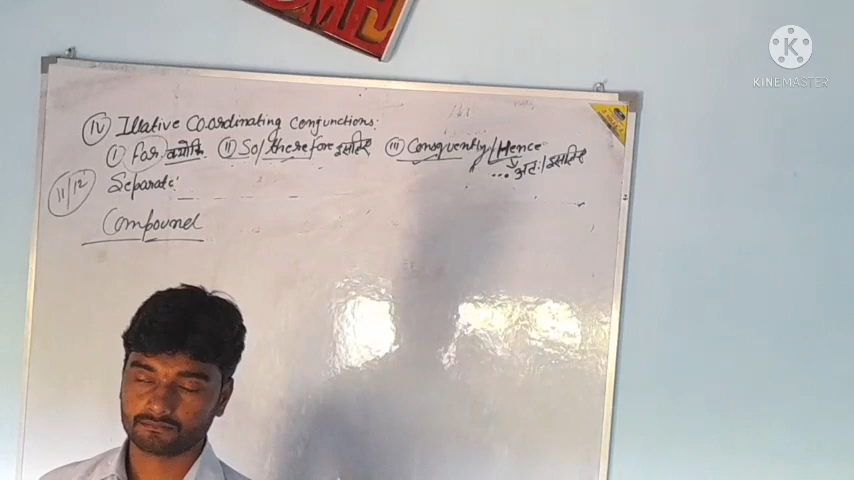 KINEMASTER
IV Illative Coordinating Conjunctions:
I for क्योंकि II So/therefore इसलिए III Consequently/Hence
... अतः/इसलिए
11/12 Separate:
Compound